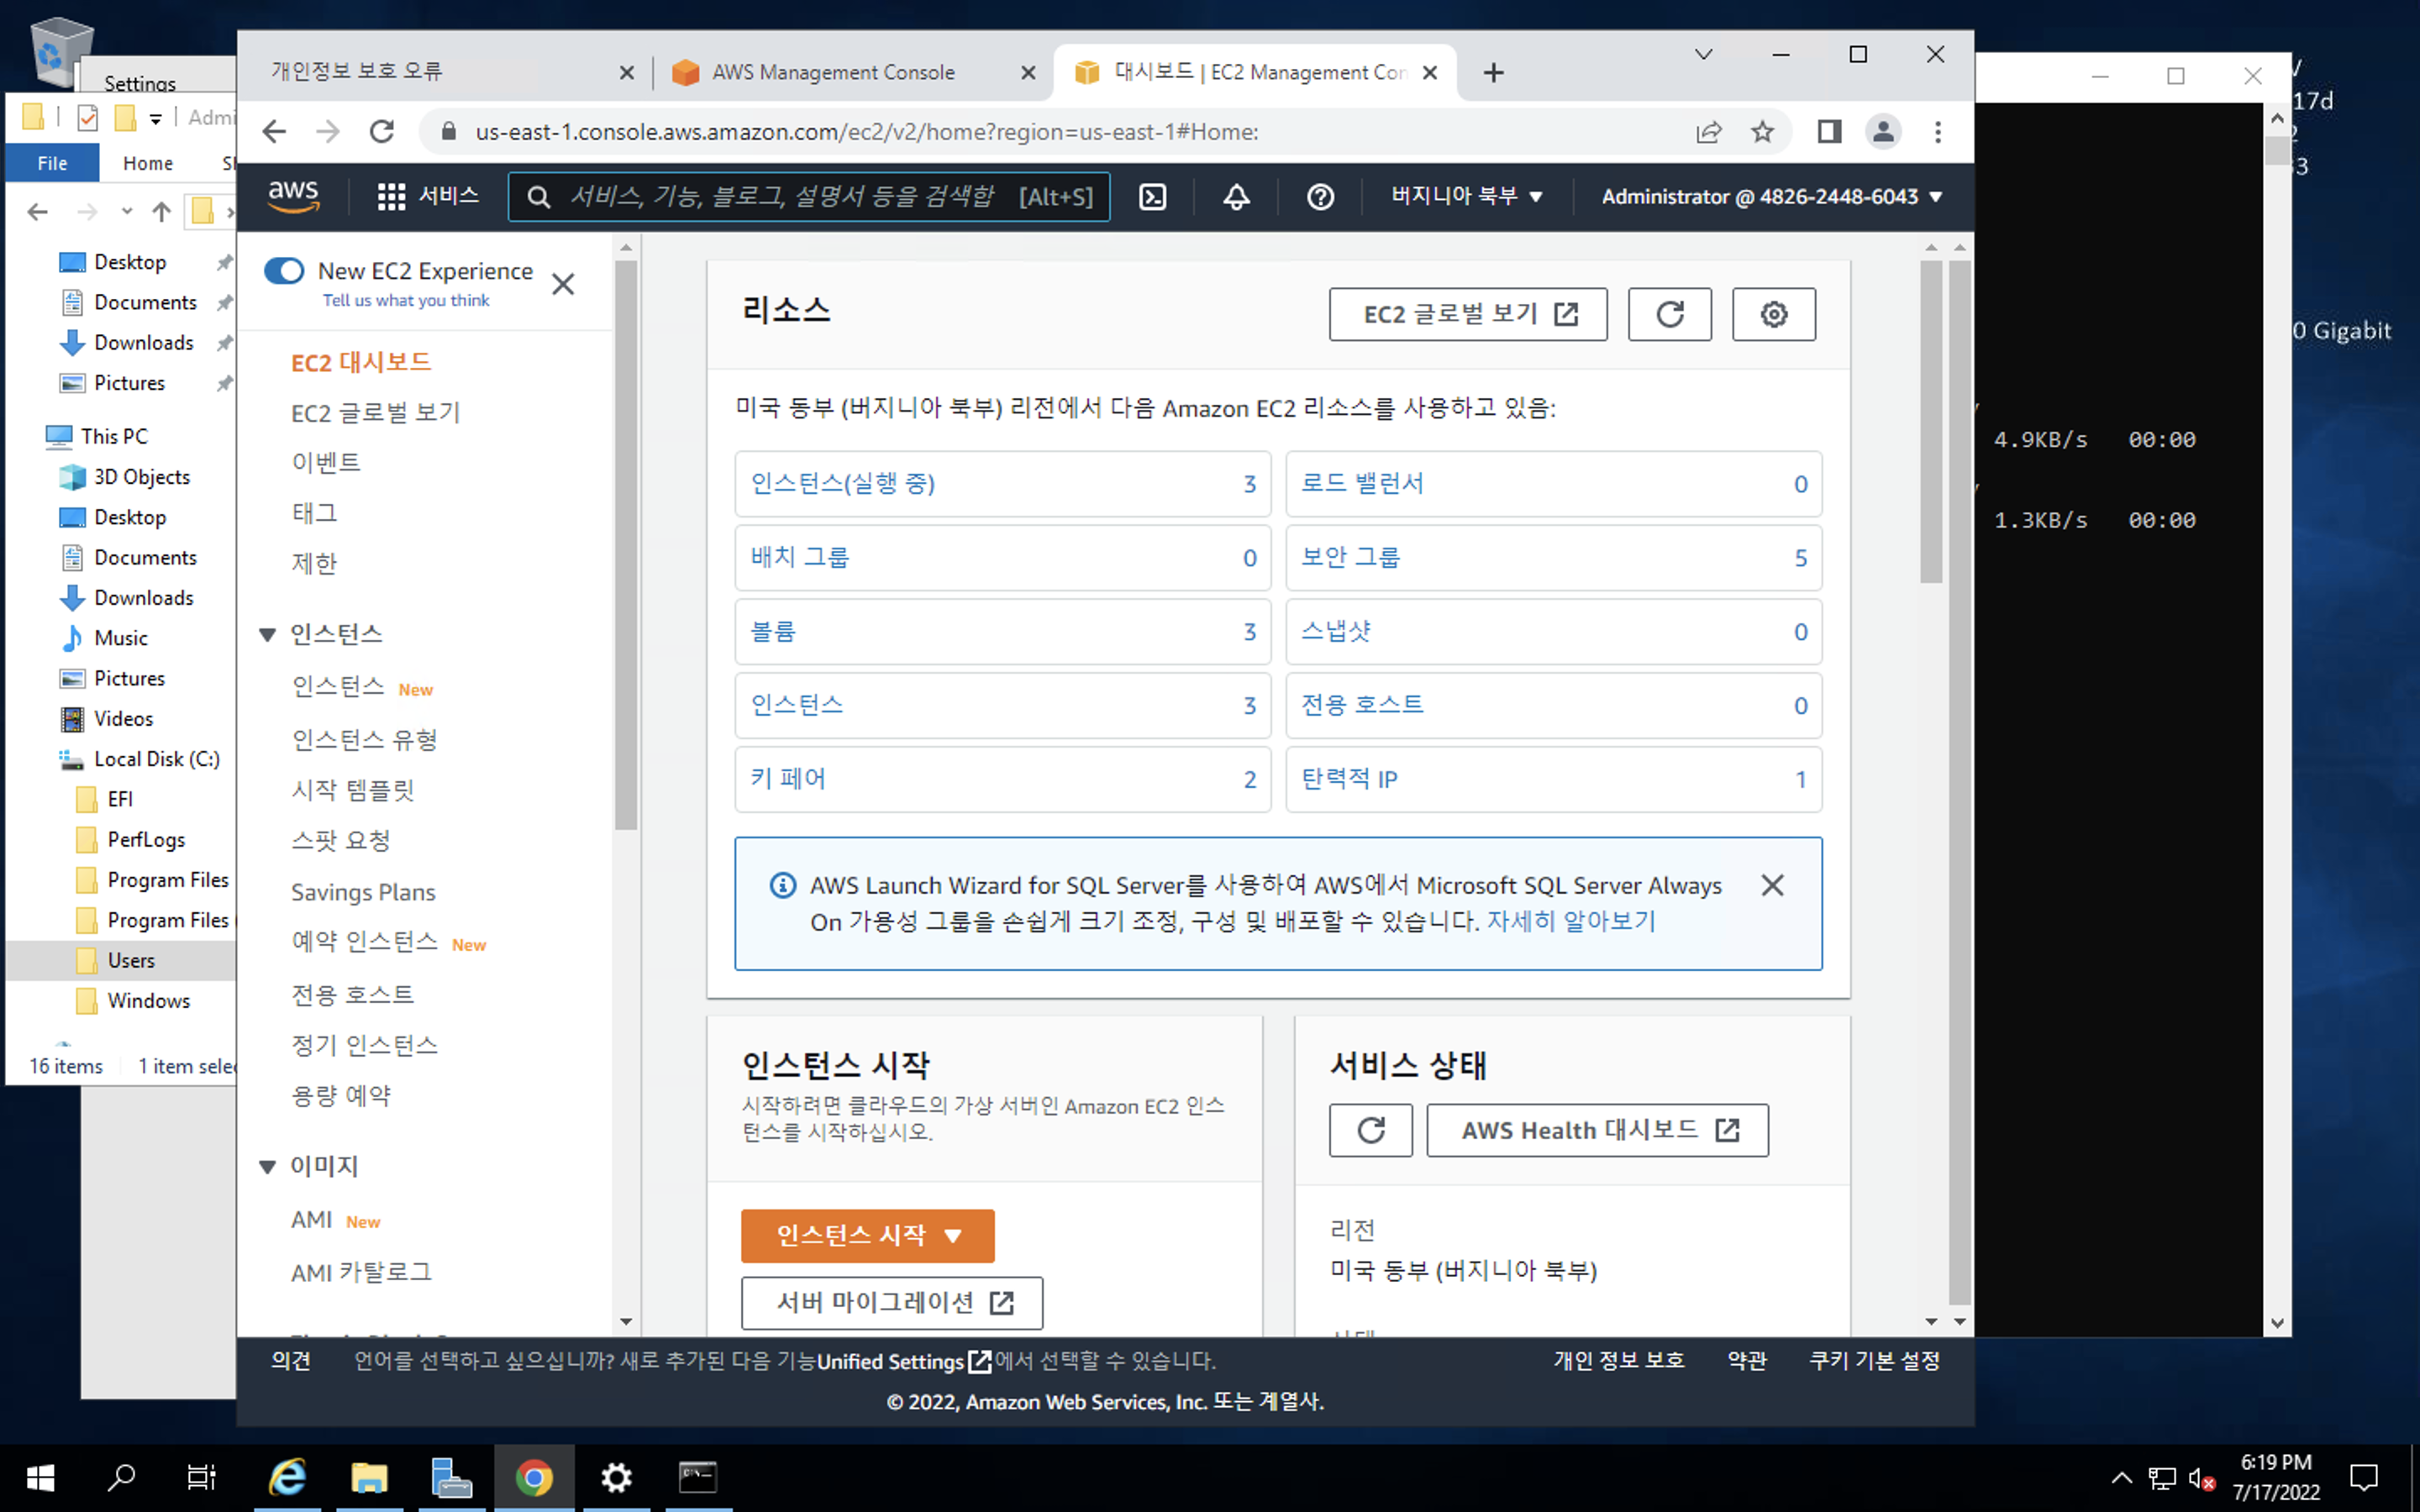 Settings
Admi
File
Home
Desktop
Documents
Downloads
Pictures
This PC
3D Objects
Desktop
Documents
Downloads
Music
Pictures
Videos
Local Disk (C:)
EFI
PerfLogs
Program Files
Program Files
Users
Windows
16 items
1 item selec
개인정보 보호 오류
AWS Management Console
대시보드 | EC2 Management Con
us-east-1.console.aws.amazon.com/ec2/v2/home?region=us-east-1#Home:
aws
서비스
서비스, 기능, 블로그, 설명서 등을 검색합
[Alt+S]
버지니아 북부
Administrator @ 4826-2448-6043
New EC2 Experience
Tell us what you think
EC2 대시보드
EC2 글로벌 보기
이벤트
태그
제한
인스턴스
인스턴스 New
인스턴스 유형
시작 템플릿
스팟 요청
Savings Plans
예약 인스턴스 New
전용 호스트
정기 인스턴스
용량 예약
이미지
AMI New
AMI 카탈로그
리소스
EC2 글로벌 보기
미국 동부 (버지니아 북부) 리전에서 다음 Amazon EC2 리소스를 사용하고 있음:
인스턴스(실행 중) 3
로드 밸런서 0
배치 그룹 0
보안 그룹 5
볼륨 3
스냅샷 0
인스턴스 3
전용 호스트 0
키 페어 2
탄력적 IP 1
AWS Launch Wizard for SQL Server를 사용하여 AWS에서 Microsoft SQL Server Always
On 가용성 그룹을 손쉽게 크기 조정, 구성 및 배포할 수 있습니다. 자세히 알아보기
인스턴스 시작
시작하려면 클라우드의 가상 서버인 Amazon EC2 인스
턴스를 시작하십시오.
인스턴스 시작
서버 마이그레이션
서비스 상태
AWS Health 대시보드
리전
미국 동부 (버지니아 북부)
의견
언어를 선택하고 싶으십니까? 새로 추가된 다음 기능Unified Settings에서 선택할 수 있습니다.
개인 정보 보호
약관
쿠키 기본 설정
© 2022, Amazon Web Services, Inc. 또는 계열사.
17d
0 Gigabit
4.9KB/s 00:00
1.3KB/s 00:00
6:19 PM
7/17/2022